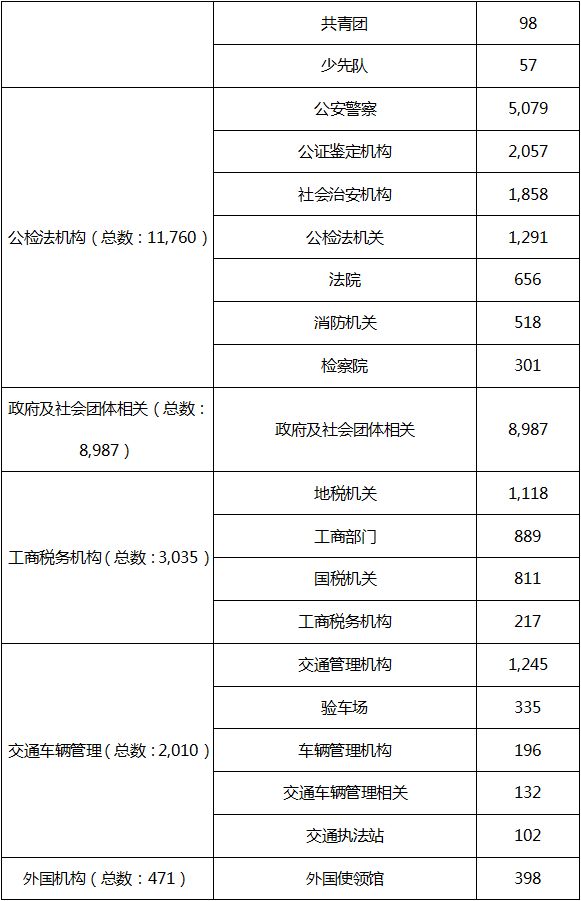 共青团 98
少先队 57
公检法机构（总数：11,760）
公安警察 5,079
公证鉴定机构 2,057
社会治安机构 1,858
公检法机关 1,291
法院 656
消防机关 518
检察院 301
政府及社会团体相关（总数：
8,987）
政府及社会团体相关 8,987
工商税务机构（总数：3,035）
地税机关 1,118
工商部门 889
国税机关 811
工商税务机构 217
交通车辆管理（总数：2,010）
交通管理机构 1,245
验车场 335
车辆管理机构 196
交通车辆管理相关 132
交通执法站 102
外国机构（总数：471） 外国使领馆 398